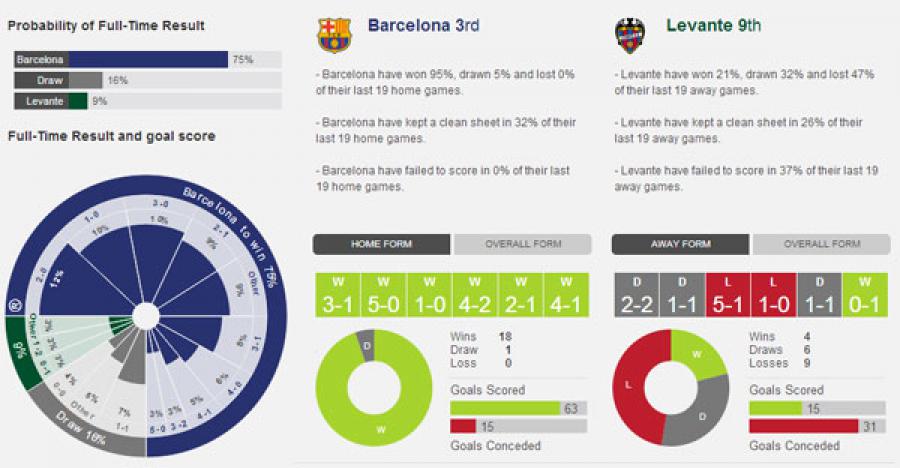 Probability of Full-Time Result
Barcelona 75%
Draw 16%
Levante 9%
Full-Time Result and goal score
Barcelona to win 75%
3-0
10%
2-1
9%
Other
9%
3-1
8%
4-0
6%
4-1
5%
3-2
3%
5-0
3%
Draw 16%
1-1
7%
Other
5%
0-0
4%
9%
0-1
3%
1-2
3%
Other
3%
2-0
12%
1-0
10%
®
Barcelona 3rd
- Barcelona have won 95%, drawn 5% and lost 0%
of their last 19 home games.
- Barcelona have kept a clean sheet in 32% of their
last 19 home games.
- Barcelona have failed to score in 0% of their last
19 home games.
HOME FORM OVERALL FORM
W W W W W W
3-1 5-0 1-0 4-2 2-1 4-1
D
W
Wins 18
Draw 1
Loss 0
Goals Scored
63
15
Goals Conceded
Levante 9th
- Levante have won 21%, drawn 32% and lost 47%
of their last 19 away games.
- Levante have kept a clean sheet in 26% of their
last 19 away games.
- Levante have failed to score in 37% of their last 19
away games.
AWAY FORM OVERALL FORM
D D L L D W
2-2 1-1 5-1 1-0 1-1 0-1
W
L
D
Wins 4
Draws 6
Losses 9
Goals Scored
15
31
Goals Conceded